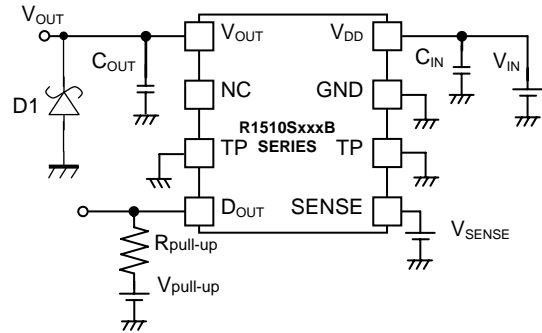 VOUT
VOUT
VDD
COUT
CIN
VIN
D1
NC
GND
R1510SxxxB
SERIES
TP
TP
DOUT
SENSE
Rpull-up
VSENSE
Vpull-up